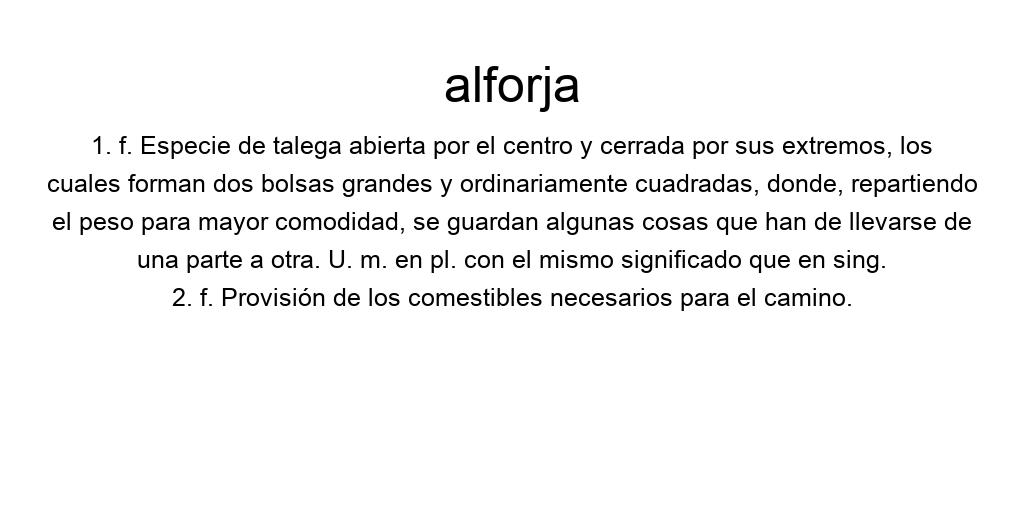 alforja
1. f. Especie de talega abierta por el centro y cerrada por sus extremos, los
cuales forman dos bolsas grandes y ordinariamente cuadradas, donde, repartiendo
el peso para mayor comodidad, se guardan algunas cosas que han de llevarse de
una parte a otra. U. m. en pl. con el mismo significado que en sing.
2. f. Provisión de los comestibles necesarios para el camino.